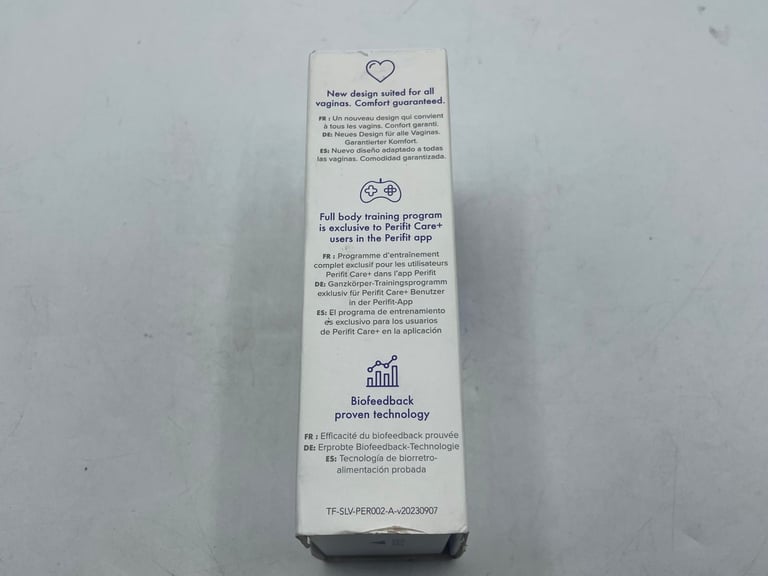 New design suited for all
vaginas. Comfort guaranteed.
FR : Un nouveau design qui convient
à tous les vagins. Confort garanti.
DE: Neues Design für alle Vaginas.
Garantierter Komfort.
ES: Nuevo diseño adaptado a todas
las vaginas. Comodidad garantizada.
Full body training program
is exclusive to Perifit Care+
users in the Perifit app
FR : Programme d'entraînement
complet exclusif pour les utilisateurs
Perifit Care+ dans l'app Perifit
DE: Ganzkörper-Trainingsprogramm
exklusiv für Perifit Care+ Benutzer
in der Perifit-App
ES: El programa de entrenamiento
es exclusivo para los usuarios
de Perifit Care+ en la aplicación
Biofeedback
proven technology
FR : Efficacité du biofeedback prouvée
DE: Erprobte Biofeedback-Technologie
ES: Tecnología de biorretro-
alimentación probada
TF-SLV-PER002-A-v20230907